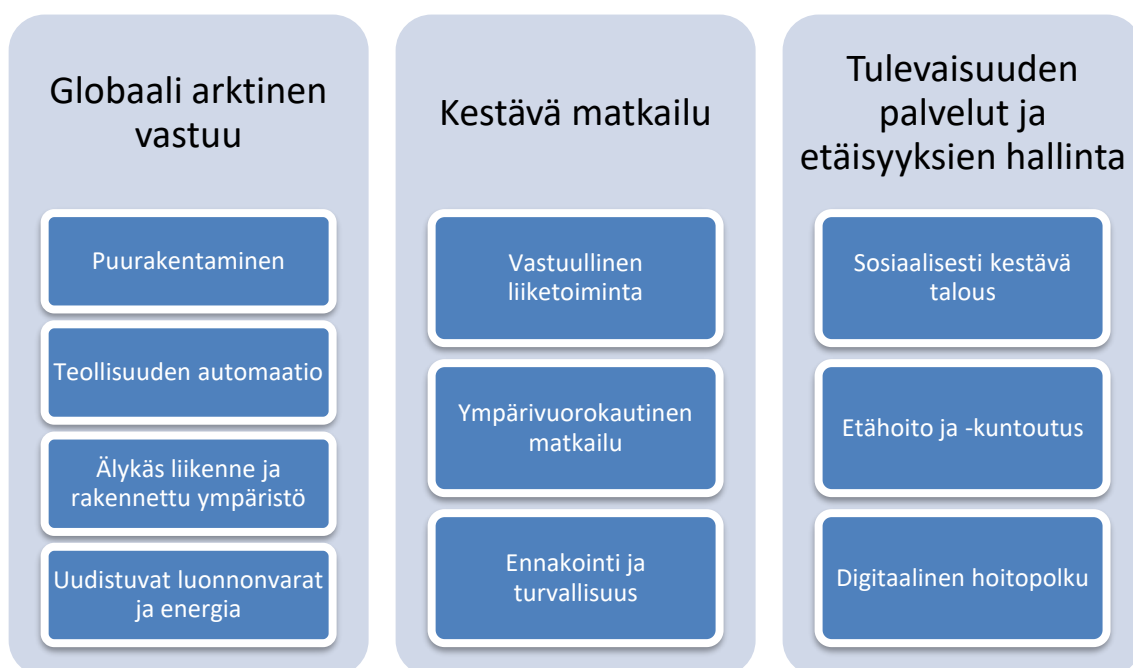 Globaali arktinen
vastuu
Puurakentaminen
Teollisuuden automaatio
Älykäs liikenne ja
rakennettu ympäristö
Uudistuvat luonnonvarat
ja energia
Kestävä matkailu
Vastuullinen
liiketoiminta
Ympärivuorokautinen
matkailu
Ennakointi ja
turvallisuus
Tulevaisuuden
palvelut ja
etäisyyksien hallinta
Sosiaalisesti kestävä
talous
Etähoito ja -kuntoutus
Digitaalinen hoitopolku